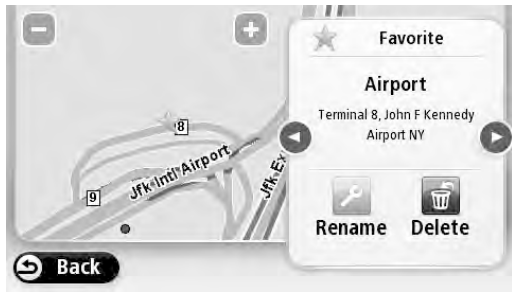 8
9
Jfk Intl Airport
Jfk Ex
Favorite
Airport
Terminal 8, John F Kennedy
Airport NY
Rename
Delete
Back